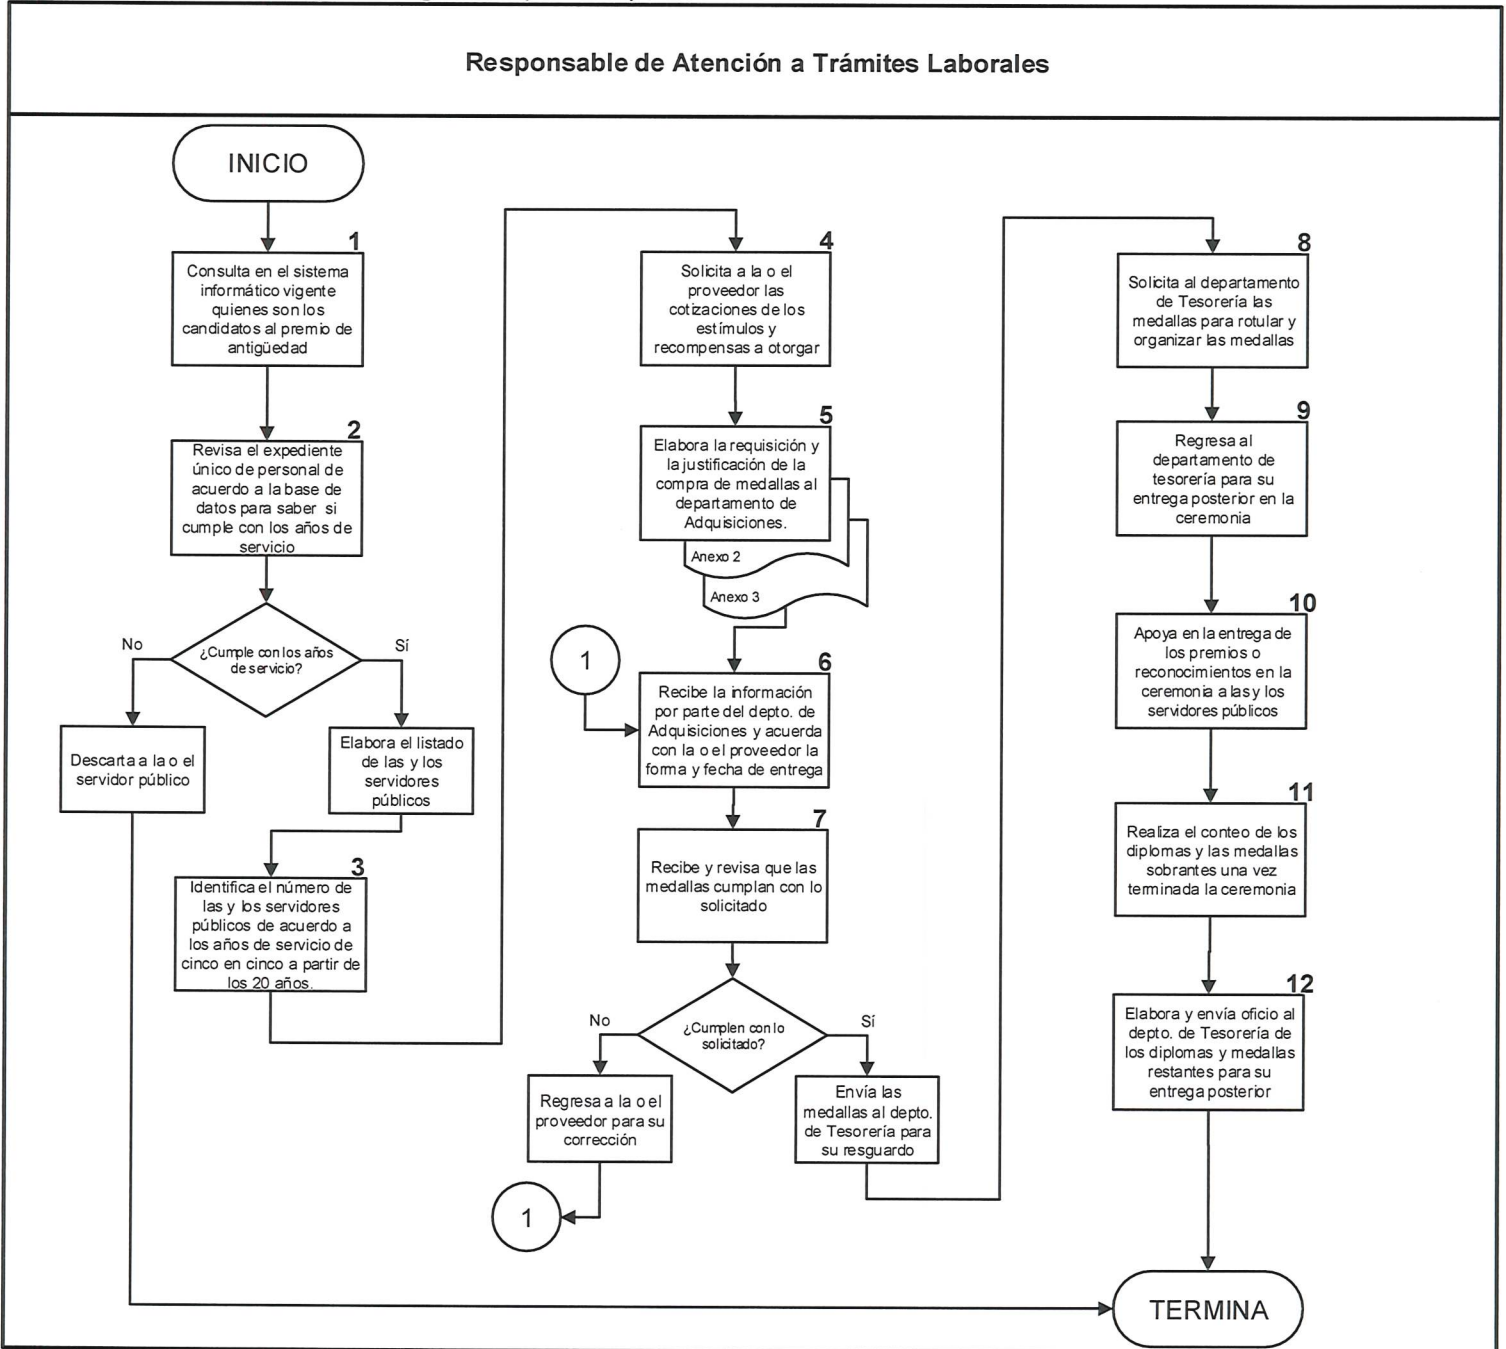 Responsable de Atención a Trámites Laborales
INICIO
1
Consulta en el sistema
informático vigente
quienes son los
candidatos al premio de
antigüedad
2
Revisa el expediente
único de personal de
acuerdo a la base de
datos para saber si
cumple con los años de
servicio
¿Cumple con los años
de servicio?
No
Sí
Descarta a la o el
servidor público
Elabora el listado
de las y los
servidores
públicos
3
Identifica el número de
las y los servidores
públicos de acuerdo a
los años de servicio de
cinco en cinco a partir de
los 20 años.
4
Solicita a la o el
proveedor las
cotizaciones de los
estímulos y
recompensas a otorgar
5
Elabora la requisición y
la justificación de la
compra de medallas al
departamento de
Adquisiciones.
Anexo 2
Anexo 3
1
6
Recibe la información
por parte del depto. de
Adquisiciones y acuerda
con la o el proveedor la
forma y fecha de entrega
7
Recibe y revisa que las
medallas cumplan con lo
solicitado
¿Cumplen con lo
solicitado?
No
Sí
Regresa a la o el
proveedor para su
corrección
1
Envía las
medallas al depto.
de Tesorería para
su resguardo
8
Solicita al departamento
de Tesorería las
medallas para rotular y
organizar las medallas
9
Regresa al
departamento de
tesorería para su
entrega posterior en la
ceremonia
10
Apoya en la entrega de
los premios o
reconocimientos en la
ceremonia a las y los
servidores públicos
11
Realiza el conteo de los
diplomas y las medallas
sobrantes una vez
terminada la ceremonia
12
Elabora y envía oficio al
depto. de Tesorería de
los diplomas y medallas
restantes para su
entrega posterior
TERMINA